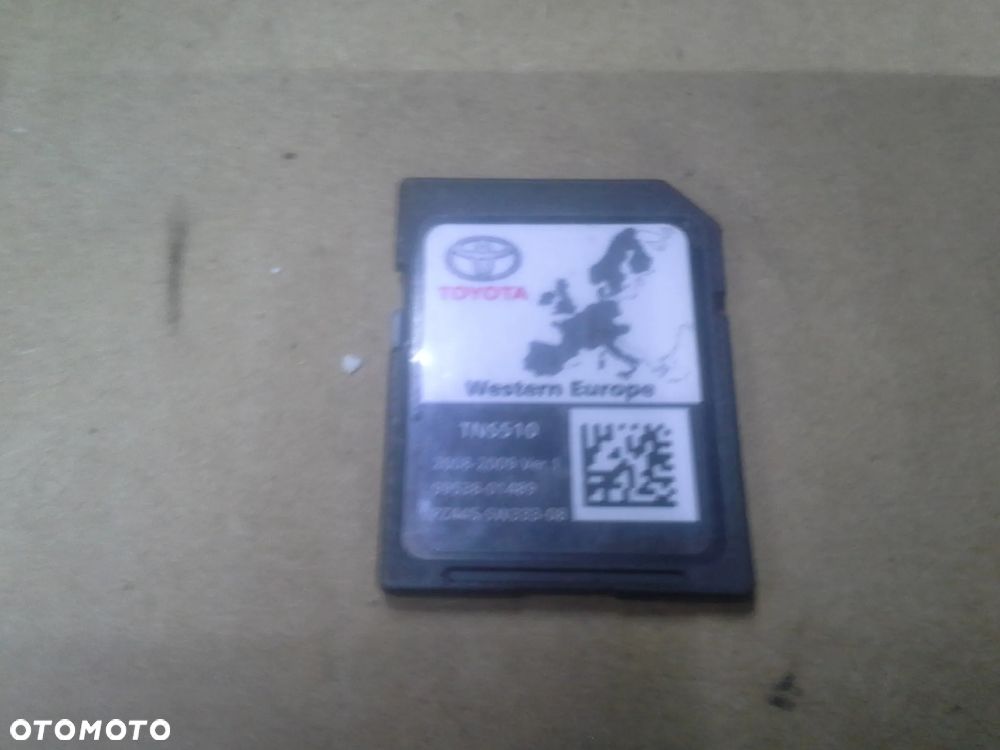 TOYOTA
Western Europe
TNS510
2008-2009 Ver.1
OTOMOTO